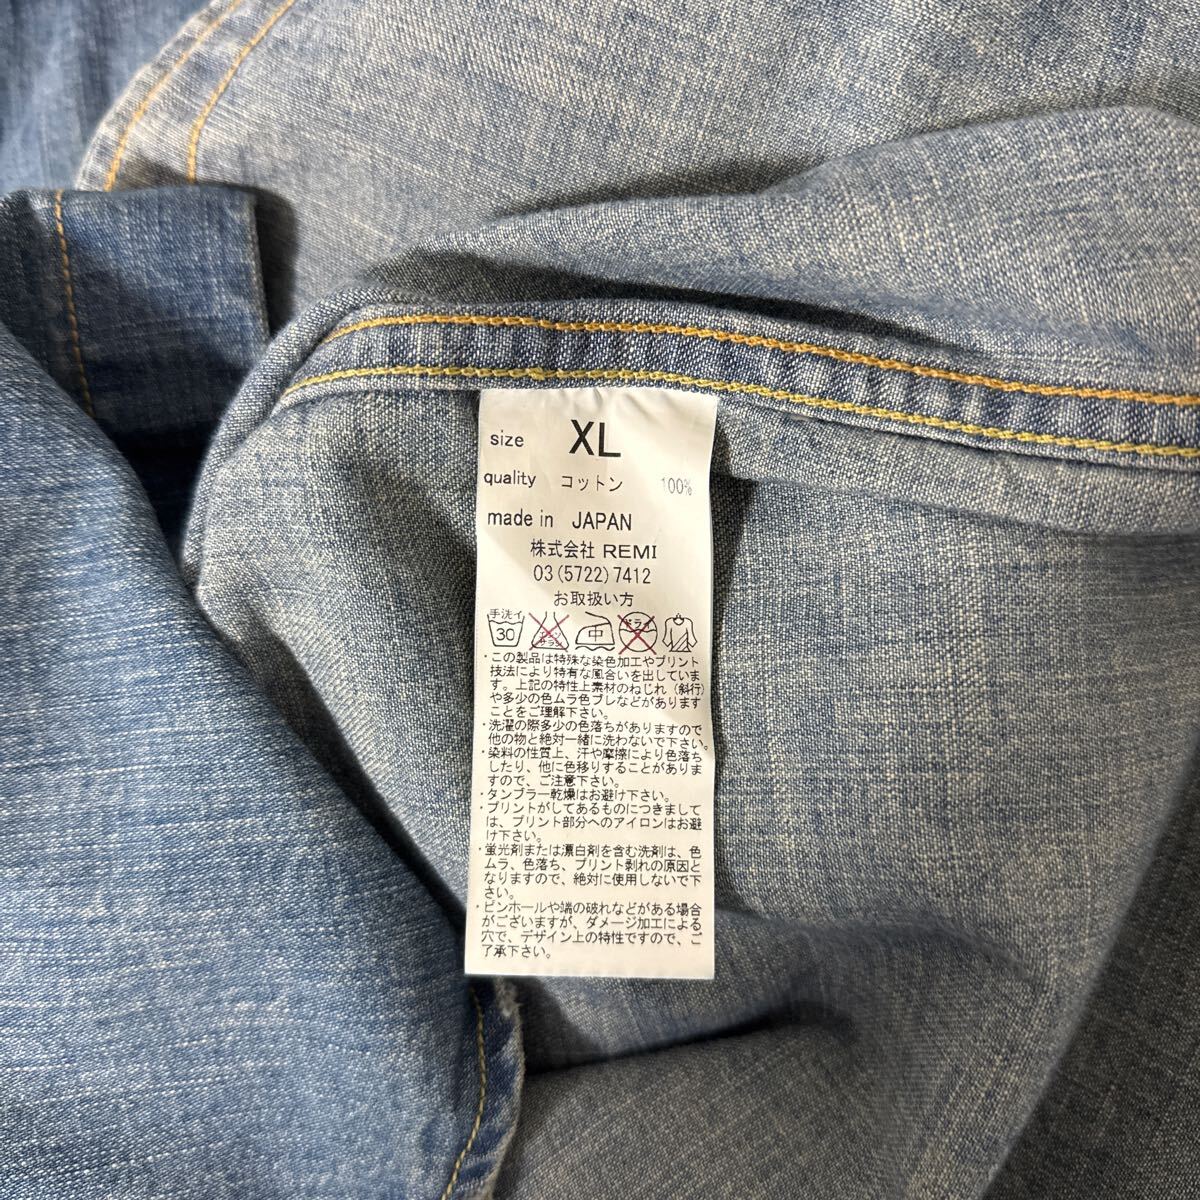 size XL
quality コットン 100%
made in JAPAN
株式会社 REMI
03(5722)7412
お取扱い方
手洗イ
30 エンソ サラシ 中 ドライ
・この製品は特殊な染色加工やプリント
技法により特有な風合いを出していま
す。上記の特性上素材のねじれ（斜行）
や多少の色ムラ色ブレなどがあります
ことをご理解下さい。
・洗濯の際多少の色落ちがありますので
他の物と絶対一緒に洗わないで下さい。
・染料の性質上、汗や摩擦により色落ち
したり、他に色移りすることがありま
すので、ご注意下さい。
・タンブラー乾燥はお避け下さい。
・プリントがしてあるものにつきまして
は、プリント部分へのアイロンはお避
け下さい。
・蛍光剤または漂白剤を含む洗剤は、色
ムラ、色落ち、プリント剥れの原因と
なりますので、絶対に使用しないで下
さい。
・ピンホールや端の破れなどがある場合
がございますが、ダメージ加工による
穴で、デザイン上の特性ですので、ご
了承下さい。